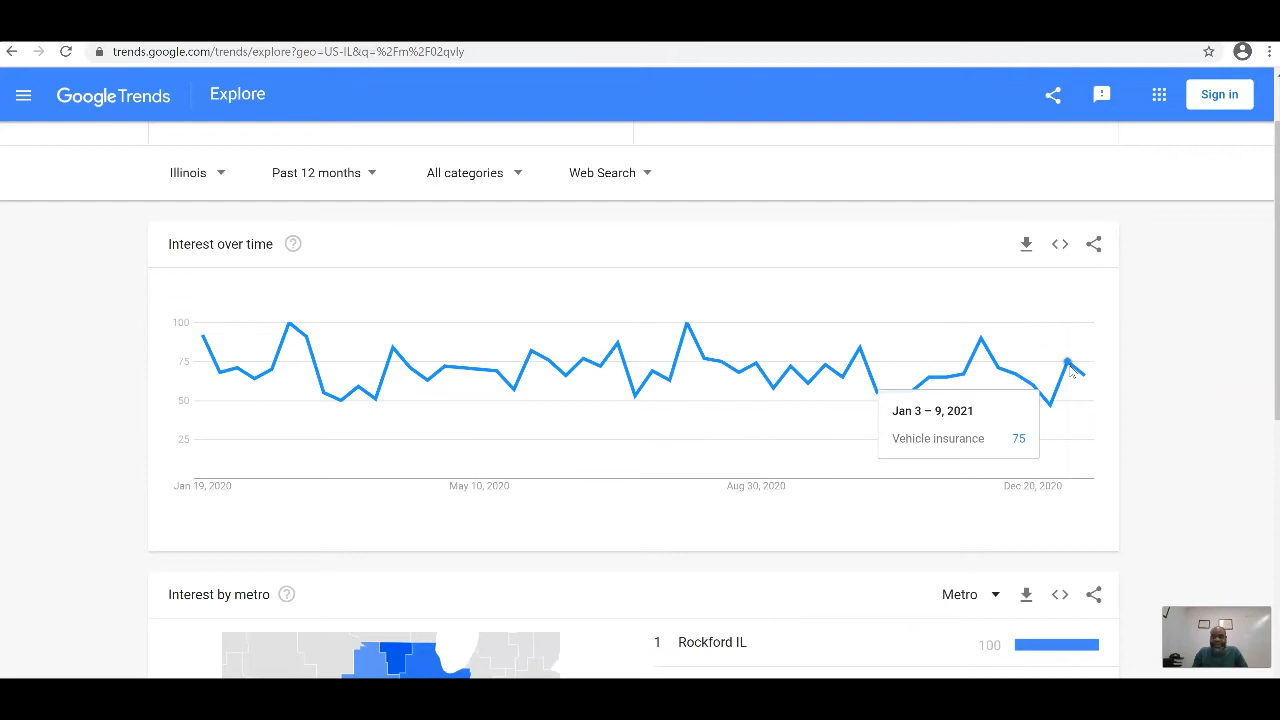 trends.google.com/trends/explore?geo=US-IL&q=%2Fm%2F02qvly
Google Trends Explore Sign in
Illinois Past 12 months All categories Web Search
Interest over time
100
75
50
25
Jan 3 – 9, 2021
Vehicle insurance 75
Jan 19, 2020 May 10, 2020 Aug 30, 2020 Dec 20, 2020
Interest by metro Metro
1 Rockford IL 100